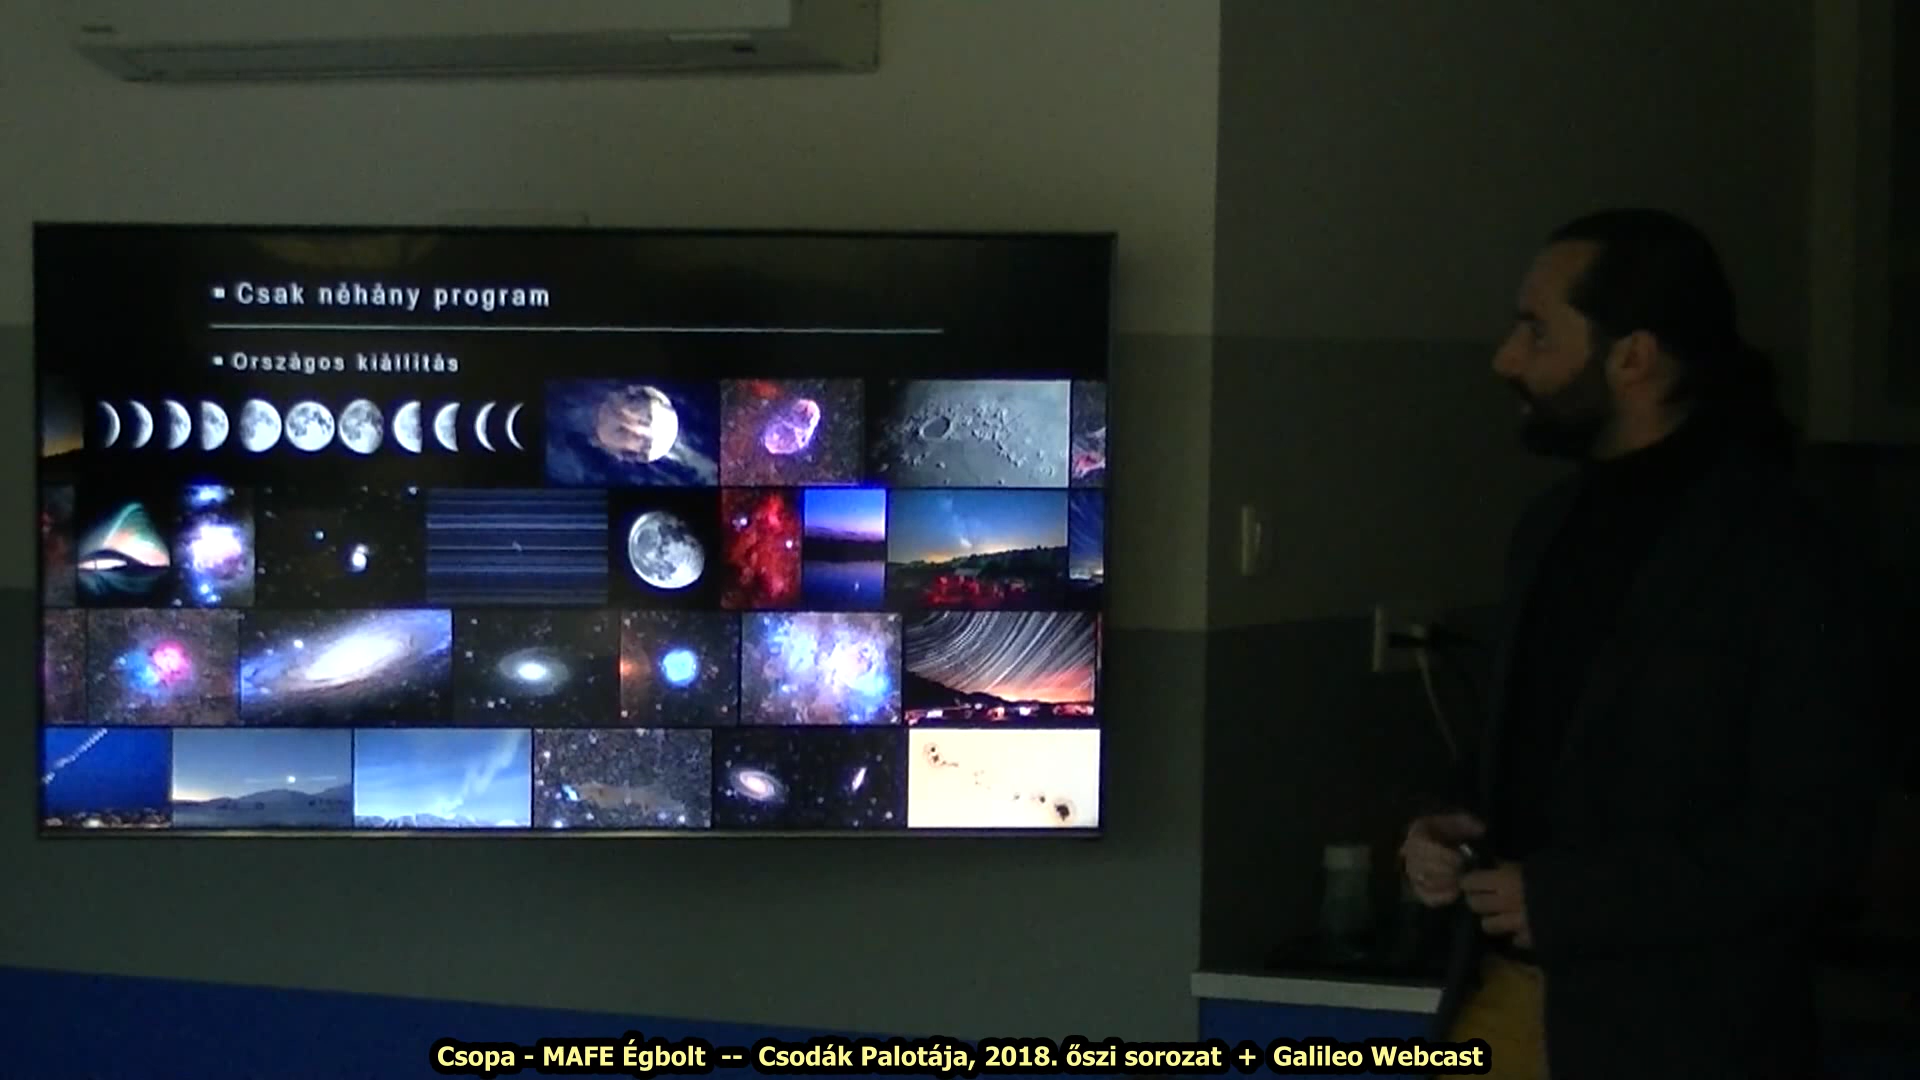 ▪ Csak néhány program
▪ Országos kiállítás
Csopa - MAFE Égbolt -- Csodák Palotája, 2018. őszi sorozat + Galileo Webcast